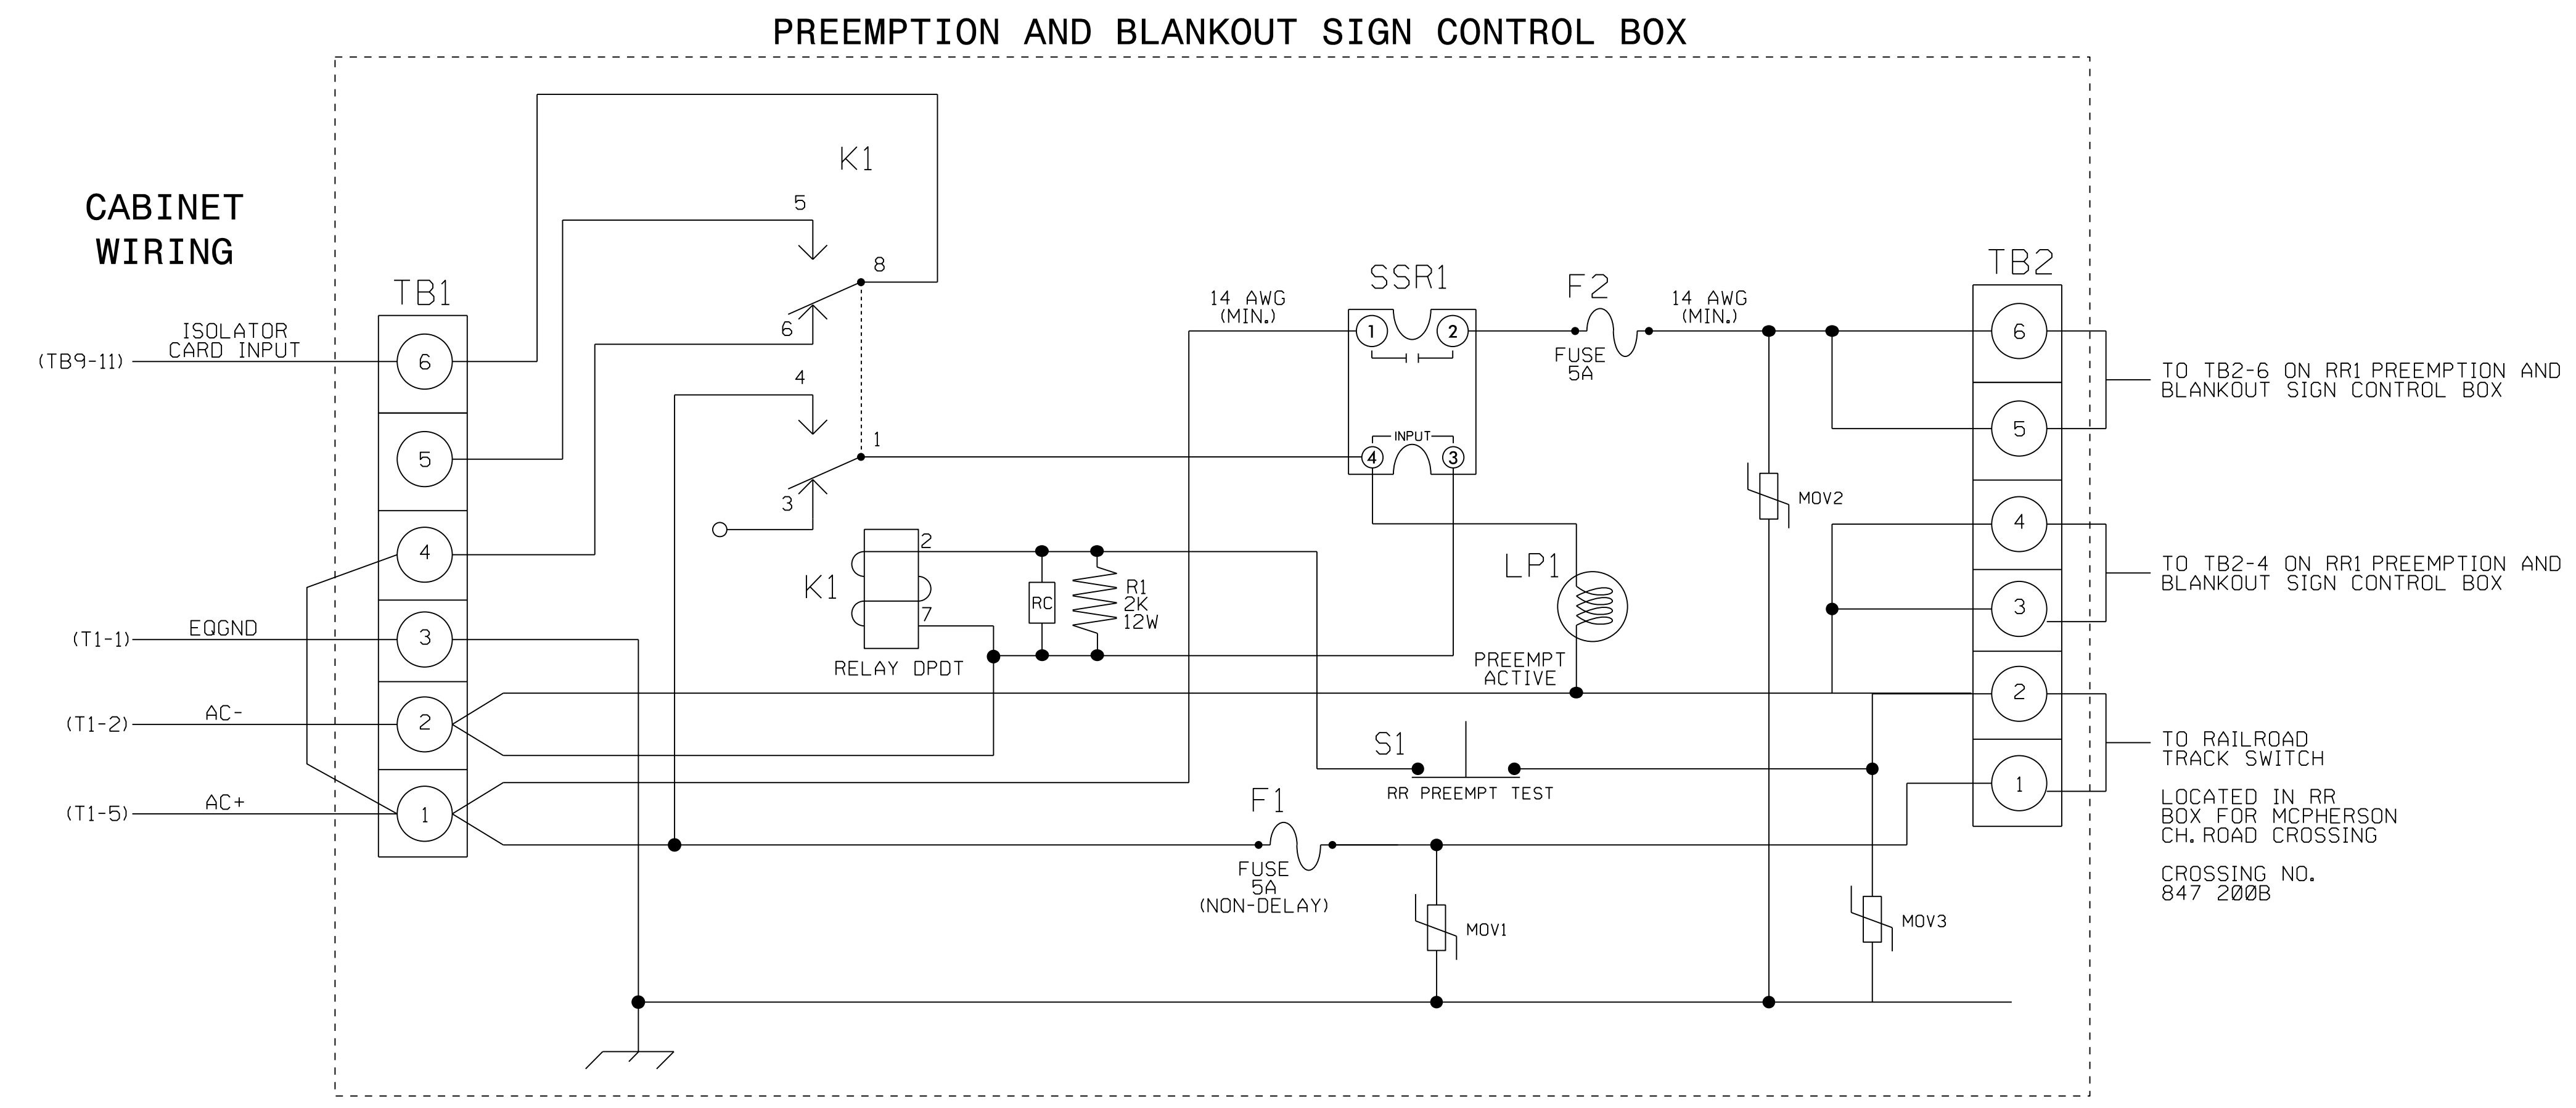 PREEMPTION AND BLANKOUT SIGN CONTROL BOX
CABINET
WIRING
TB1
(TB9-11)
ISOLATOR
CARD INPUT
6
5
4
(T1-1)
EQGND
3
(T1-2)
AC-
2
(T1-5)
AC+
1
K1
5
8
6
4
1
3
K1
2
7
RELAY DPDT
RC
R1
2K
12W
14 AWG
(MIN.)
SSR1
1
2
INPUT
4
3
F2
FUSE
5A
14 AWG
(MIN.)
MOV2
LP1
PREEMPT
ACTIVE
S1
RR PREEMPT TEST
F1
FUSE
5A
(NON-DELAY)
MOV1
MOV3
TB2
6
5
4
3
2
1
TO TB2-6 ON RR1 PREEMPTION AND
BLANKOUT SIGN CONTROL BOX
TO TB2-4 ON RR1 PREEMPTION AND
BLANKOUT SIGN CONTROL BOX
TO RAILROAD
TRACK SWITCH
LOCATED IN RR
BOX FOR MCPHERSON
CH. ROAD CROSSING
CROSSING NO.
847 200B